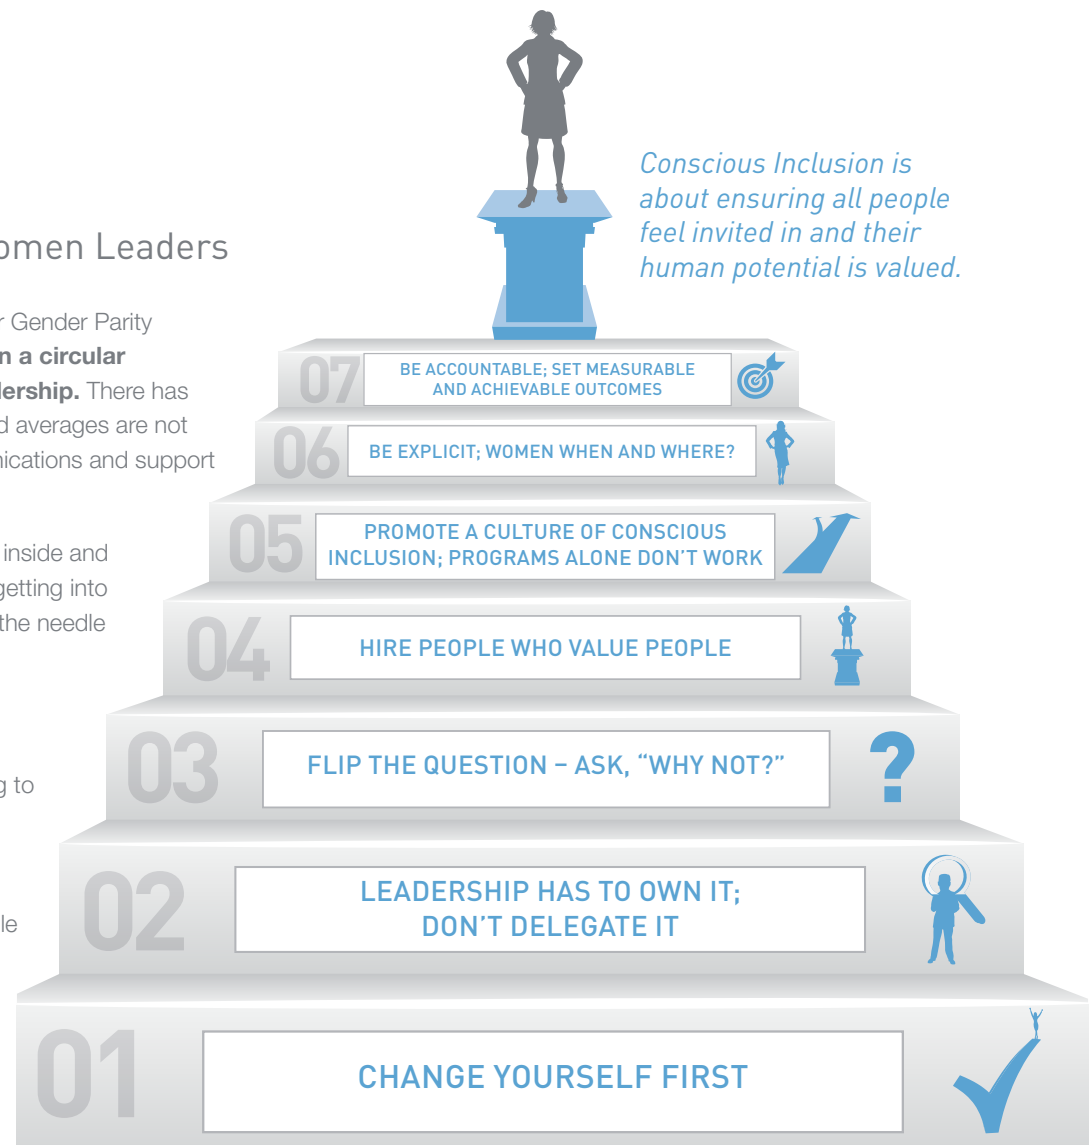 omen Leaders
r Gender Parity
n a circular
lership. There has
d averages are not
nications and support
inside and
getting into
the needle
g to
le
Conscious Inclusion is
about ensuring all people
feel invited in and their
human potential is valued.
07
BE ACCOUNTABLE; SET MEASURABLE
AND ACHIEVABLE OUTCOMES
06
BE EXPLICIT; WOMEN WHEN AND WHERE?
05
PROMOTE A CULTURE OF CONSCIOUS
INCLUSION; PROGRAMS ALONE DON’T WORK
04
HIRE PEOPLE WHO VALUE PEOPLE
03
FLIP THE QUESTION – ASK, “WHY NOT?”
?
02
LEADERSHIP HAS TO OWN IT;
DON’T DELEGATE IT
01
CHANGE YOURSELF FIRST